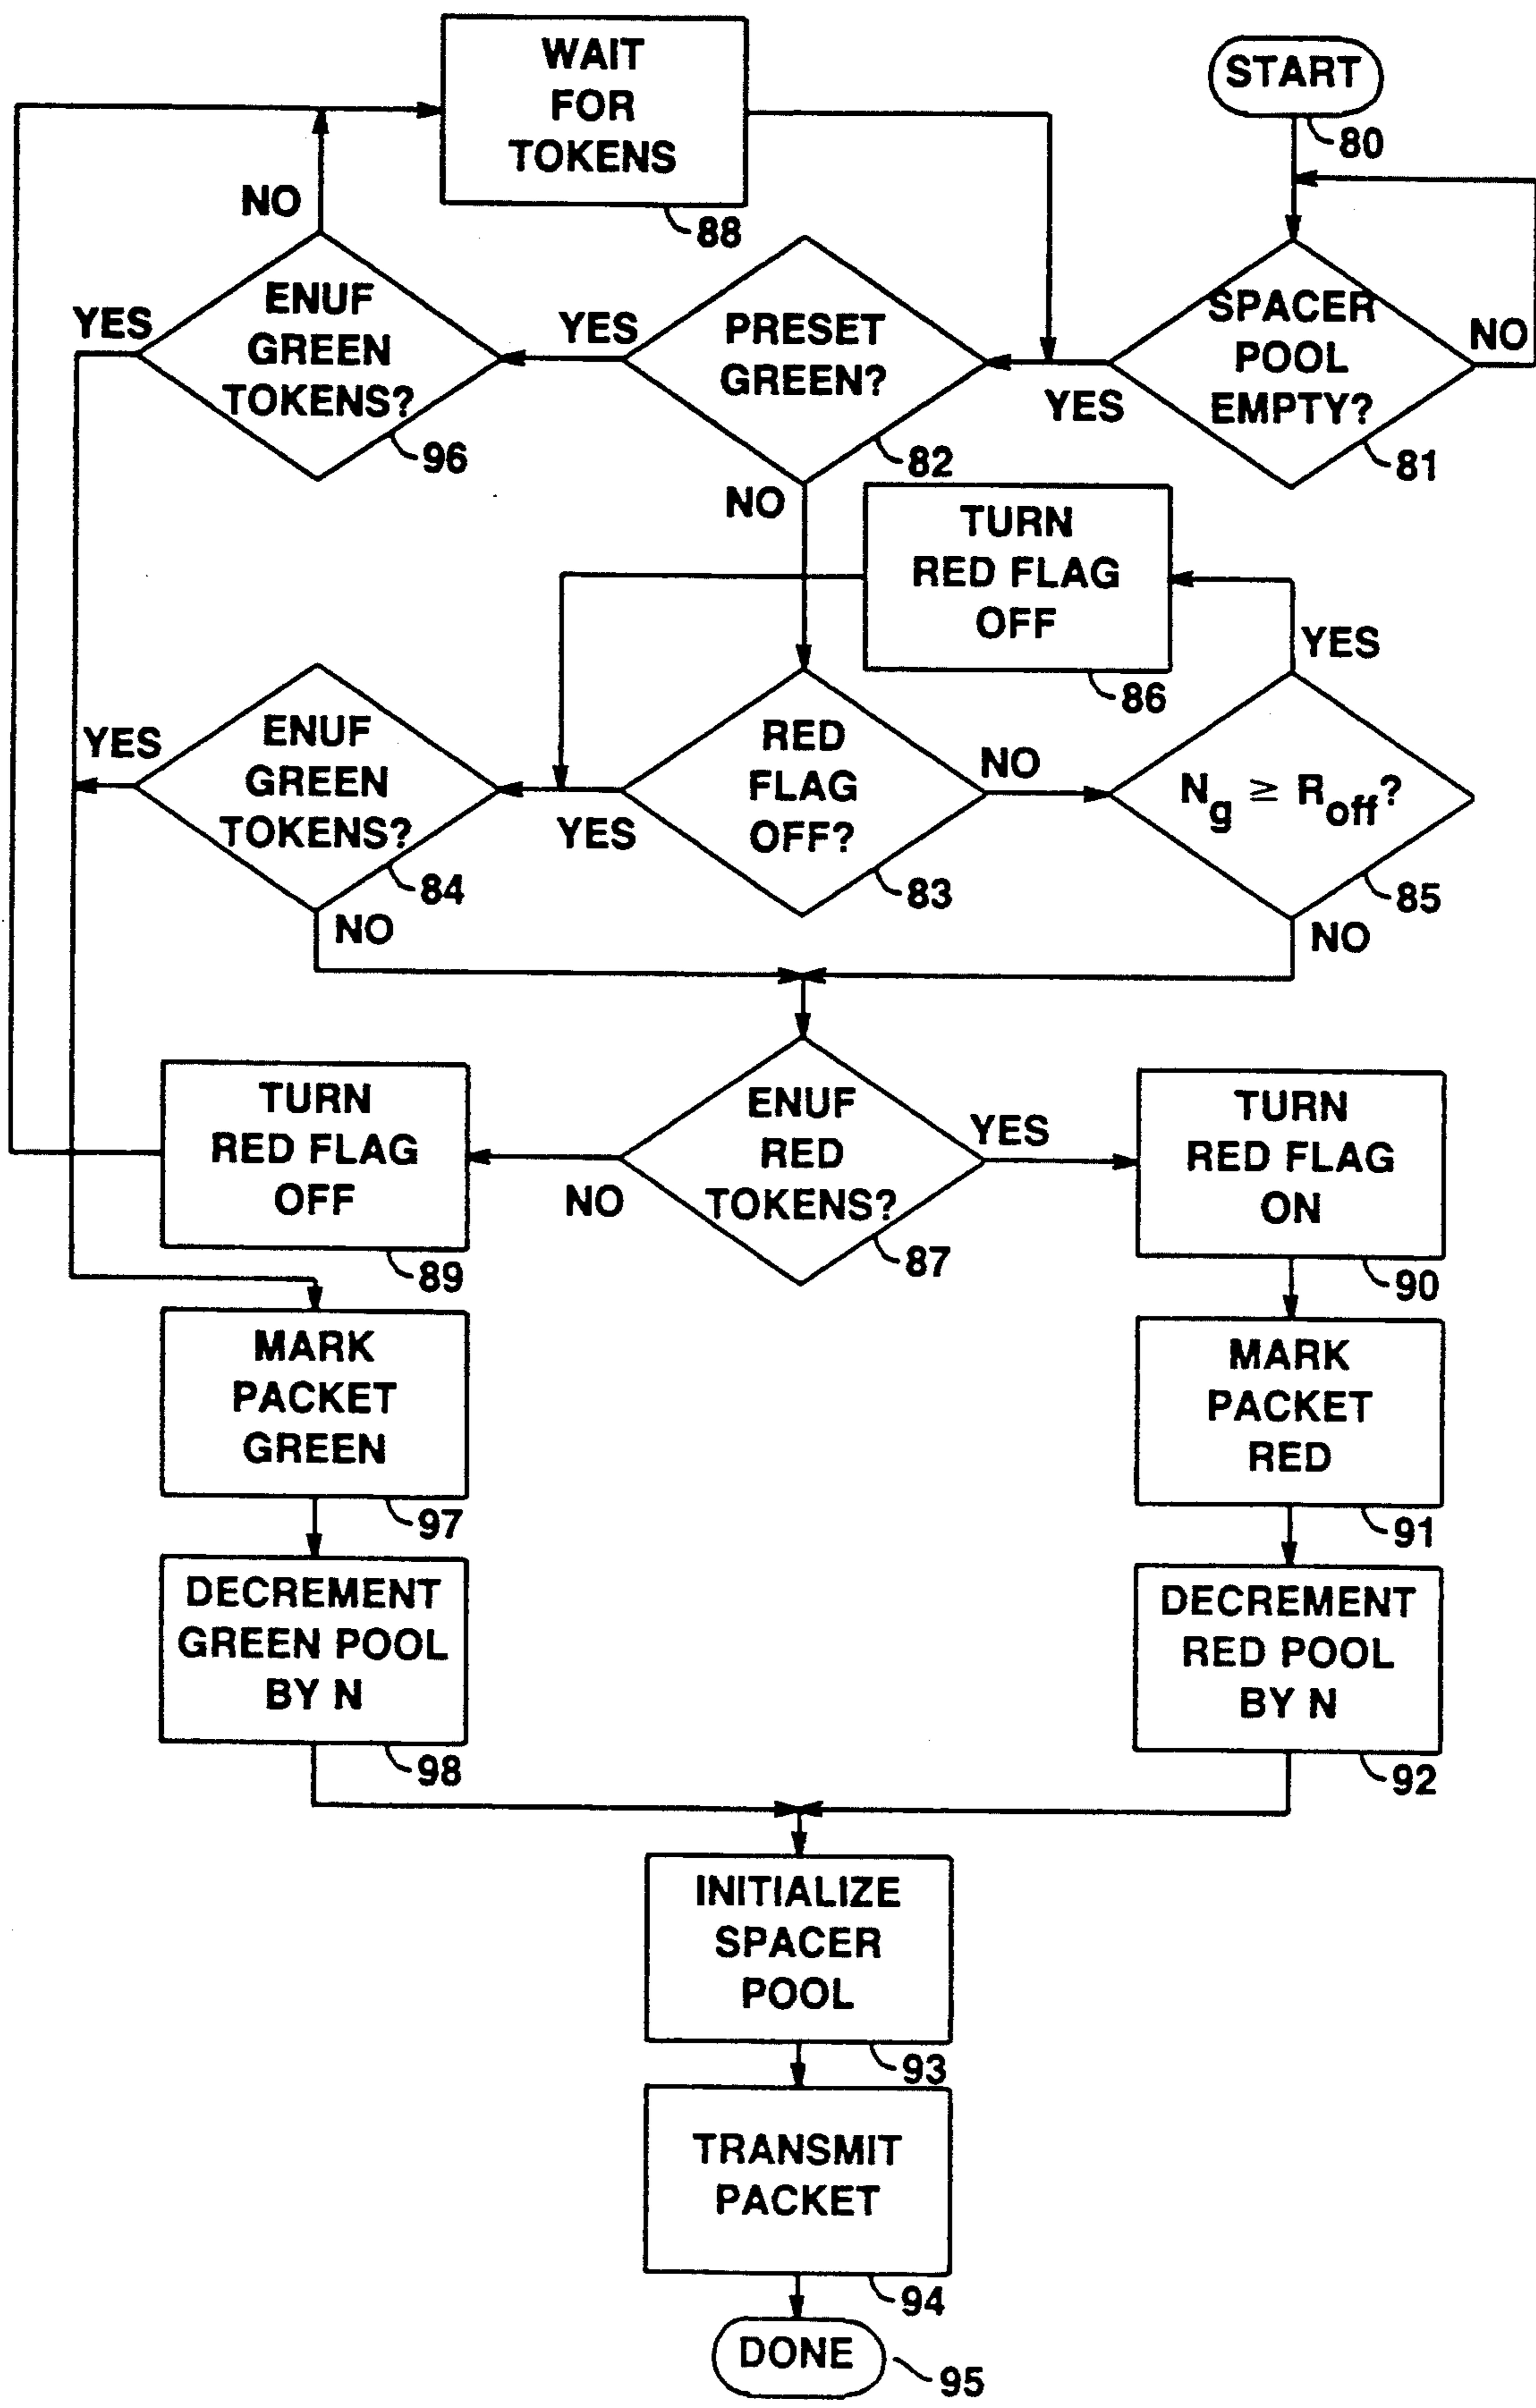 WAIT
FOR
TOKENS
88
START
80
NO
YES
ENUF
GREEN
TOKENS?
96
YES
PRESET
GREEN?
82
NO
YES
SPACER
POOL
EMPTY?
81
NO
TURN
RED FLAG
OFF
86
YES
YES
ENUF
GREEN
TOKENS?
84
NO
YES
RED
FLAG
OFF?
83
NO
Ng ≥ Roff?
85
NO
TURN
RED FLAG
OFF
89
NO
ENUF
RED
TOKENS?
87
YES
TURN
RED FLAG
ON
90
MARK
PACKET
GREEN
97
MARK
PACKET
RED
91
DECREMENT
GREEN POOL
BY N
98
DECREMENT
RED POOL
BY N
92
INITIALIZE
SPACER
POOL
93
TRANSMIT
PACKET
94
DONE
95